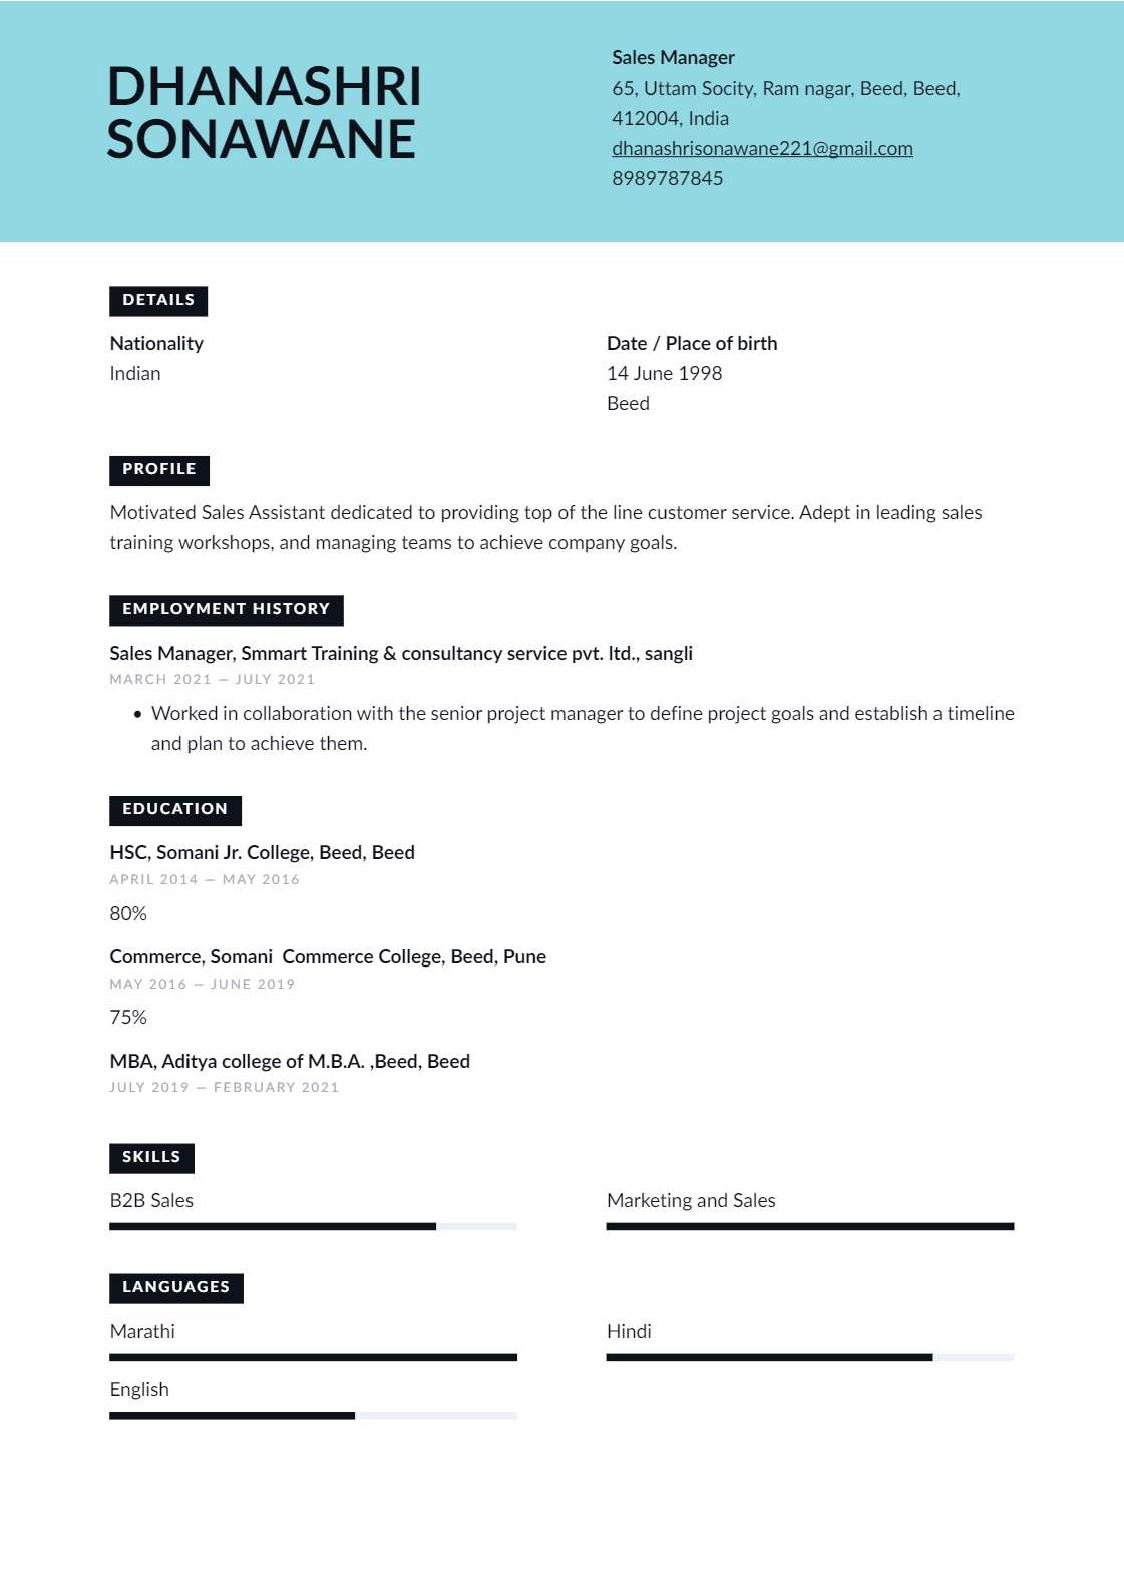 DHANASHRI
SONAWANE
Sales Manager
65, Uttam Socity, Ram nagar, Beed, Beed,
412004, India
dhanashrisonawane221@gmail.com
8989787845
DETAILS
Nationality
Indian
Date / Place of birth
14 June 1998
Beed
PROFILE
Motivated Sales Assistant dedicated to providing top of the line customer service. Adept in leading sales
training workshops, and managing teams to achieve company goals.
EMPLOYMENT HISTORY
Sales Manager, Smmart Training & consultancy service pvt. ltd., sangli
MARCH 2021 — JULY 2021
• Worked in collaboration with the senior project manager to define project goals and establish a timeline
and plan to achieve them.
EDUCATION
HSC, Somani Jr. College, Beed, Beed
APRIL 2014 — MAY 2016
80%
Commerce, Somani  Commerce College, Beed, Pune
MAY 2016 — JUNE 2019
75%
MBA, Aditya college of M.B.A. ,Beed, Beed
JULY 2019 — FEBRUARY 2021
SKILLS
B2B Sales
Marketing and Sales
LANGUAGES
Marathi
Hindi
English